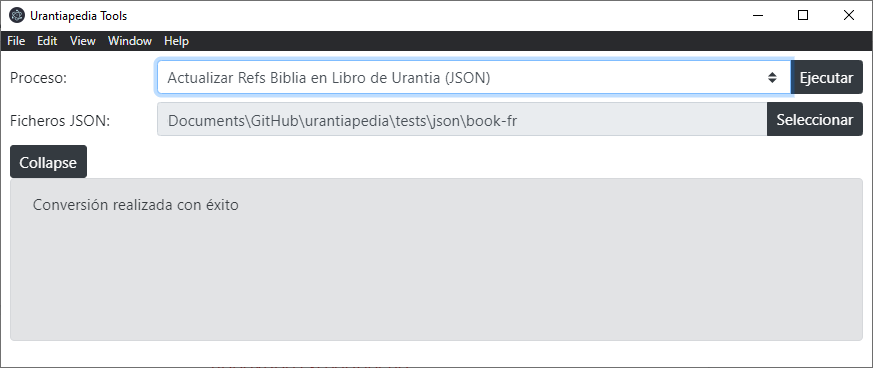 Urantiapedia Tools
File Edit View Window Help
Proceso: Actualizar Refs Biblia en Libro de Urantia (JSON) Ejecutar
Ficheros JSON: Documents\GitHub\urantiapedia\tests\json\book-fr Seleccionar
Collapse
Conversión realizada con éxito